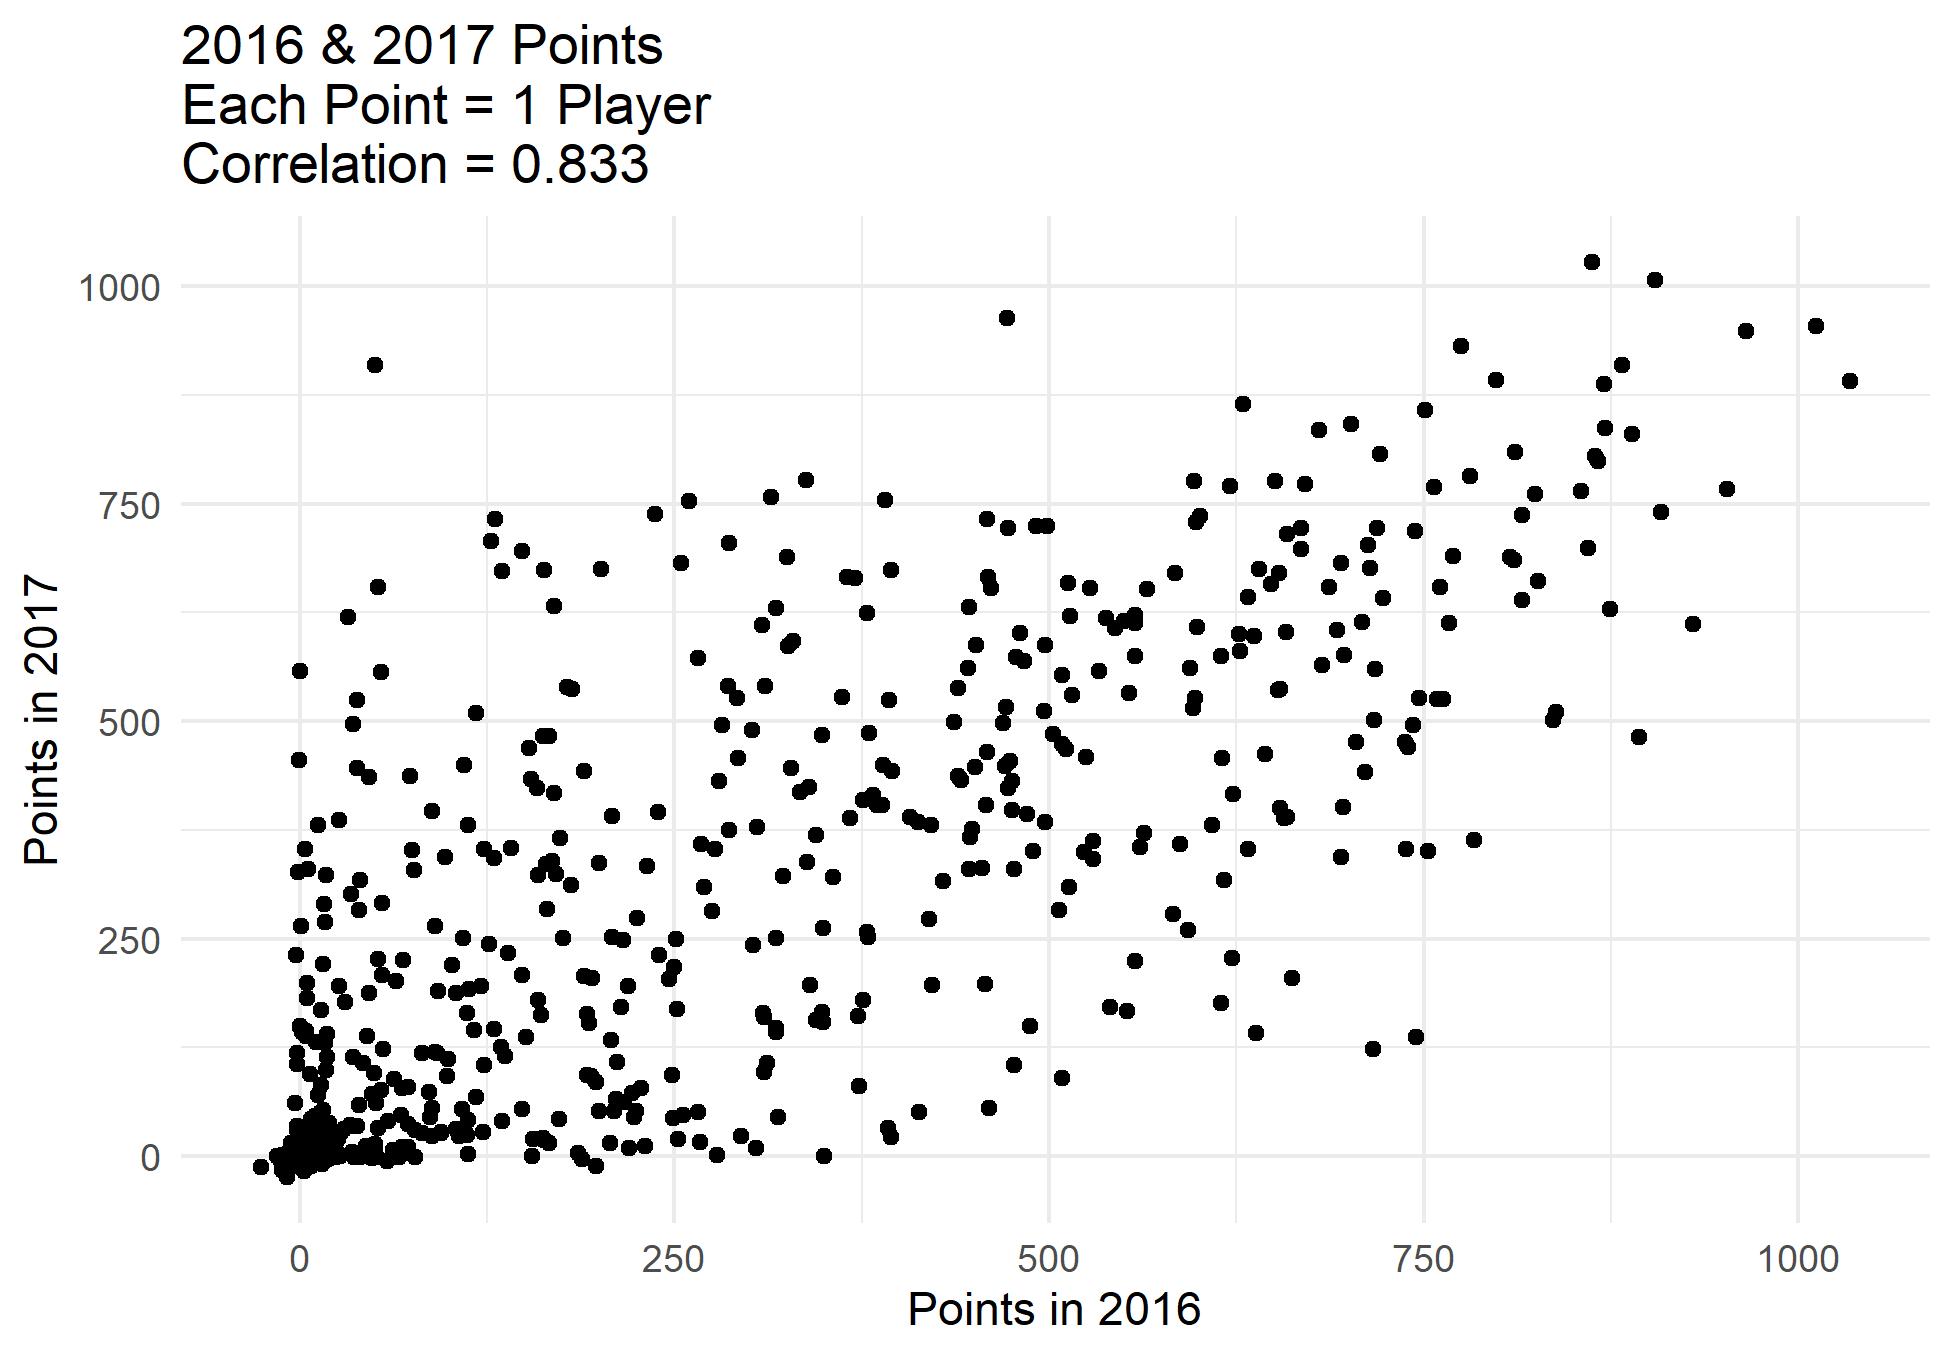 2016 & 2017 Points
Each Point = 1 Player
Correlation = 0.833
1000
750
500
250
0
Points in 2017
0
250
500
750
1000
Points in 2016